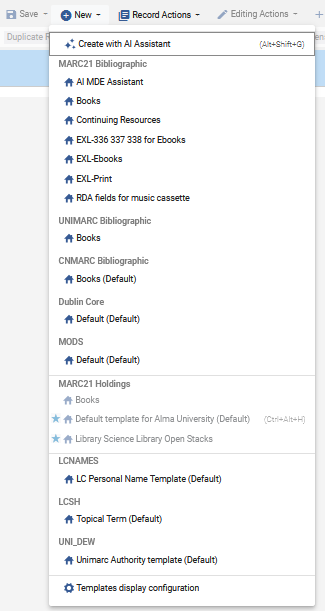 Save New Record Actions Editing Actions
Duplicate R
Create with AI Assistant (Alt+Shift+G)
MARC21 Bibliographic
AI MDE Assistant
Books
Continuing Resources
EXL-336 337 338 for Ebooks
EXL-Ebooks
EXL-Print
RDA fields for music cassette
UNIMARC Bibliographic
Books
CNMARC Bibliographic
Books (Default)
Dublin Core
Default (Default)
MODS
Default (Default)
MARC21 Holdings
Books
Default template for Alma University (Default) (Ctrl+Alt+H)
Library Science Library Open Stacks
LCNAMES
LC Personal Name Template (Default)
LCSH
Topical Term (Default)
UNI_DEW
Unimarc Authority template (Default)
Templates display configuration